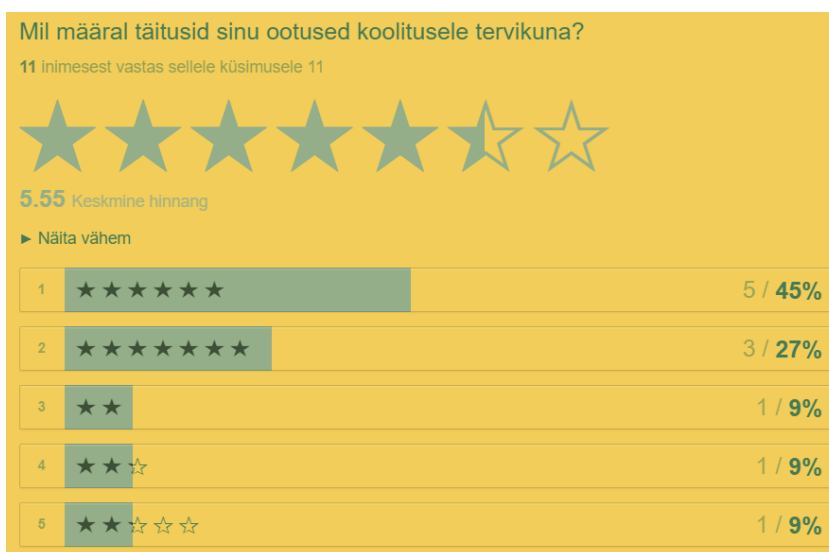 Mil määral täitusid sinu ootused koolitusele tervikuna?
11 inimesest vastas sellele küsimusele 11
5.55 Keskmine hinnang
► Näita vähem
1 ★★★★★★ 5 / 45%
2 ★★★★★★★ 3 / 27%
3 ★★ 1 / 9%
4 ★★☆ 1 / 9%
5 ★★☆☆☆ 1 / 9%